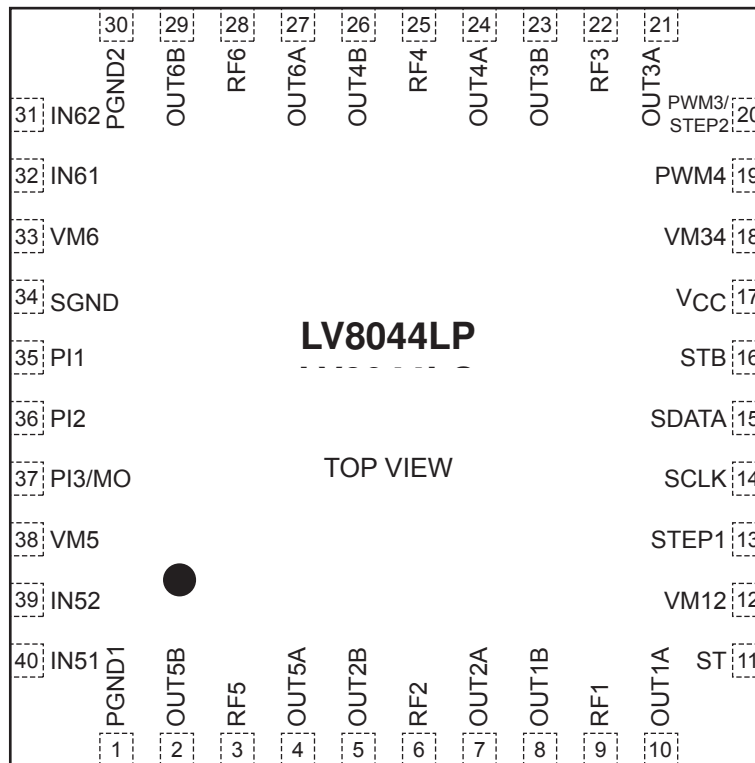 30 29 28 27 26 25 24 23 22 21
PGND2 OUT6B RF6 OUT6A OUT4B RF4 OUT4A OUT3B RF3 OUT3A
31 IN62
PWM3/
STEP2 20
32 IN61
PWM4 19
33 VM6
VM34 18
34 SGND
VCC 17
LV8044LP
35 PI1
STB 16
36 PI2
SDATA 15
TOP VIEW
37 PI3/MO
SCLK 14
38 VM5
STEP1 13
39 IN52
VM12 12
40 IN51
ST 11
PGND1 OUT5B RF5 OUT5A OUT2B RF2 OUT2A OUT1B RF1 OUT1A
1 2 3 4 5 6 7 8 9 10